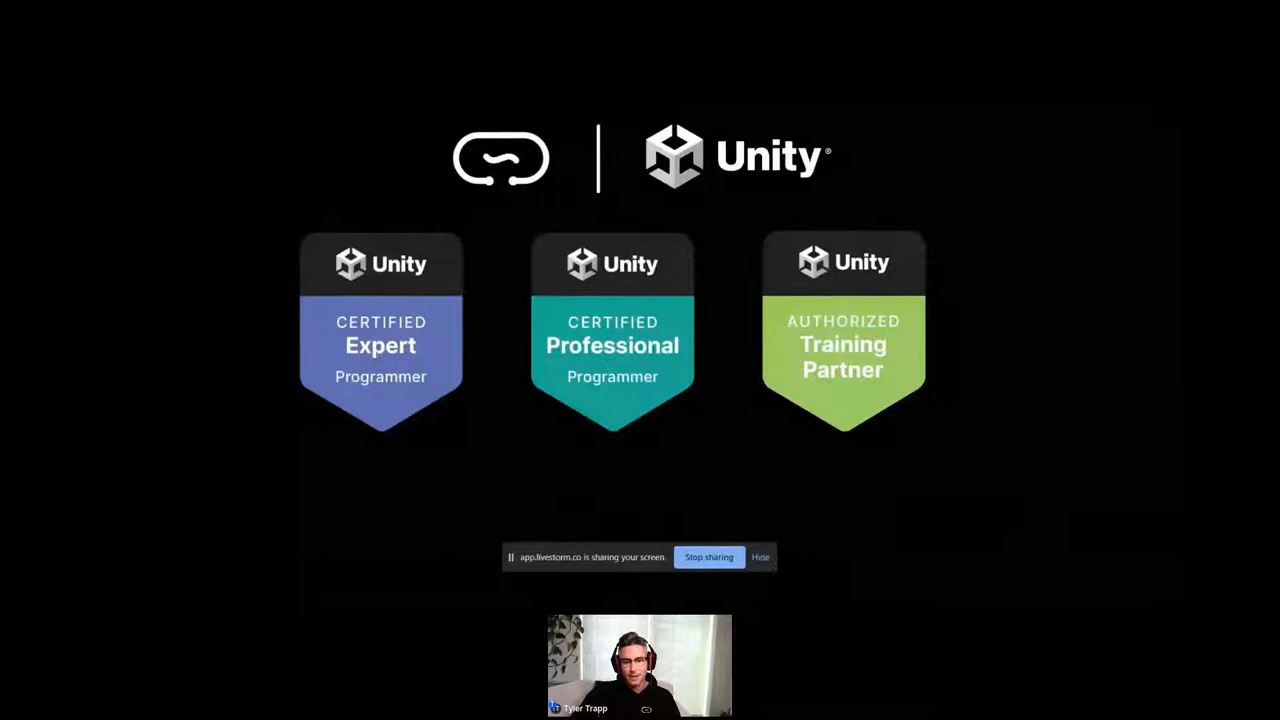 Unity®
Unity
CERTIFIED
Expert
Programmer
Unity
CERTIFIED
Professional
Programmer
Unity
AUTHORIZED
Training
Partner
app.livestorm.co is sharing your screen.
Stop sharing
Hide
Tyler Trapp